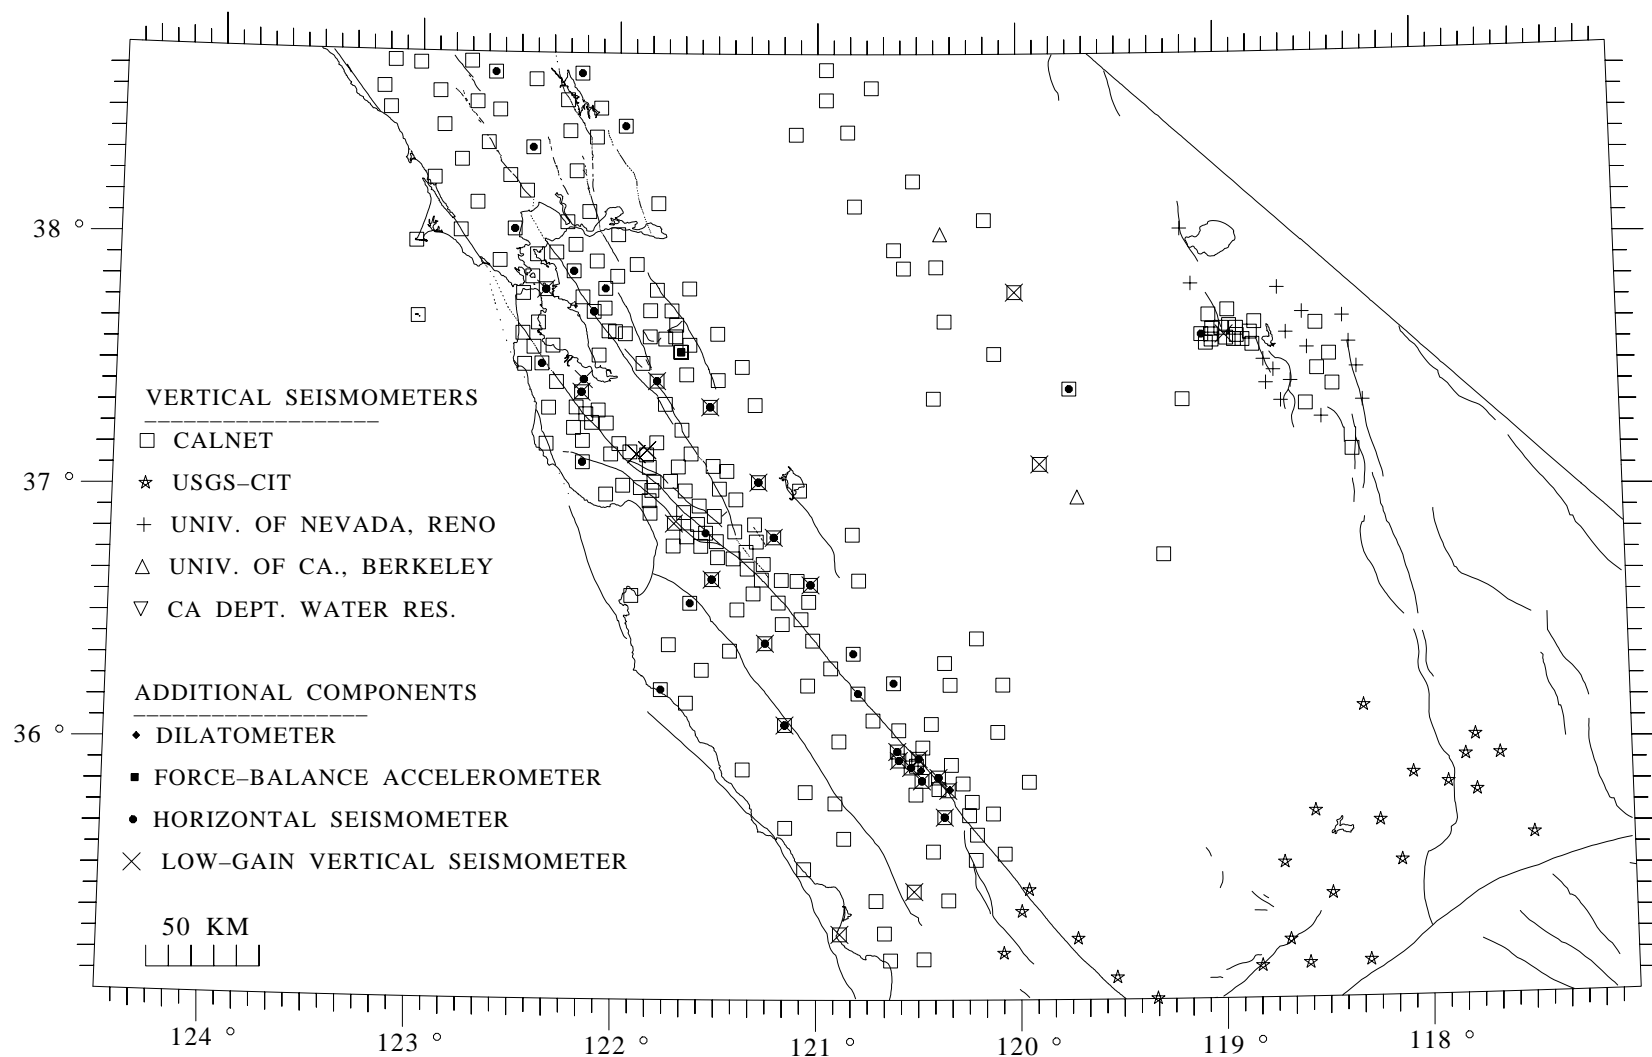 38 °
37 °
36 °
VERTICAL SEISMOMETERS
CALNET
USGS–CIT
UNIV. OF NEVADA, RENO
UNIV. OF CA., BERKELEY
CA DEPT. WATER RES.
ADDITIONAL COMPONENTS
DILATOMETER
FORCE–BALANCE ACCELEROMETER
HORIZONTAL SEISMOMETER
LOW–GAIN VERTICAL SEISMOMETER
50 KM
124 °
123 °
122 °
121 °
120 °
119 °
118 °